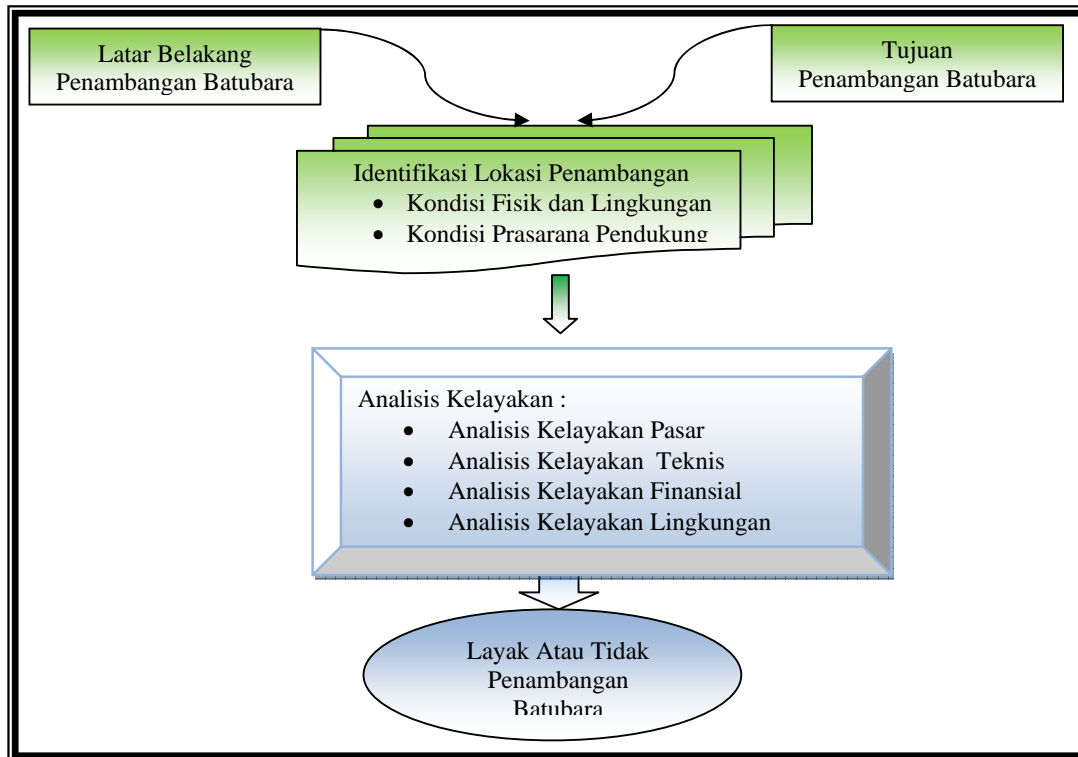 Latar Belakang
Penambangan Batubara
Tujuan
Penambangan Batubara
Identifikasi Lokasi Penambangan
• Kondisi Fisik dan Lingkungan
• Kondisi Prasarana Pendukung
Analisis Kelayakan :
• Analisis Kelayakan Pasar
• Analisis Kelayakan Teknis
• Analisis Kelayakan Finansial
• Analisis Kelayakan Lingkungan
Layak Atau Tidak
Penambangan
Batubara